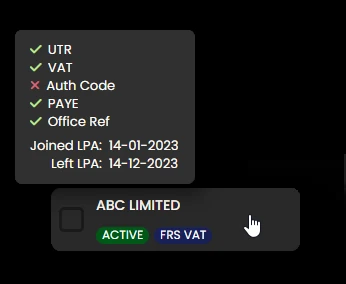 UTR
VAT
Auth Code
PAYE
Office Ref
Joined LPA: 14-01-2023
Left LPA: 14-12-2023
ABC LIMITED
ACTIVE FRS VAT